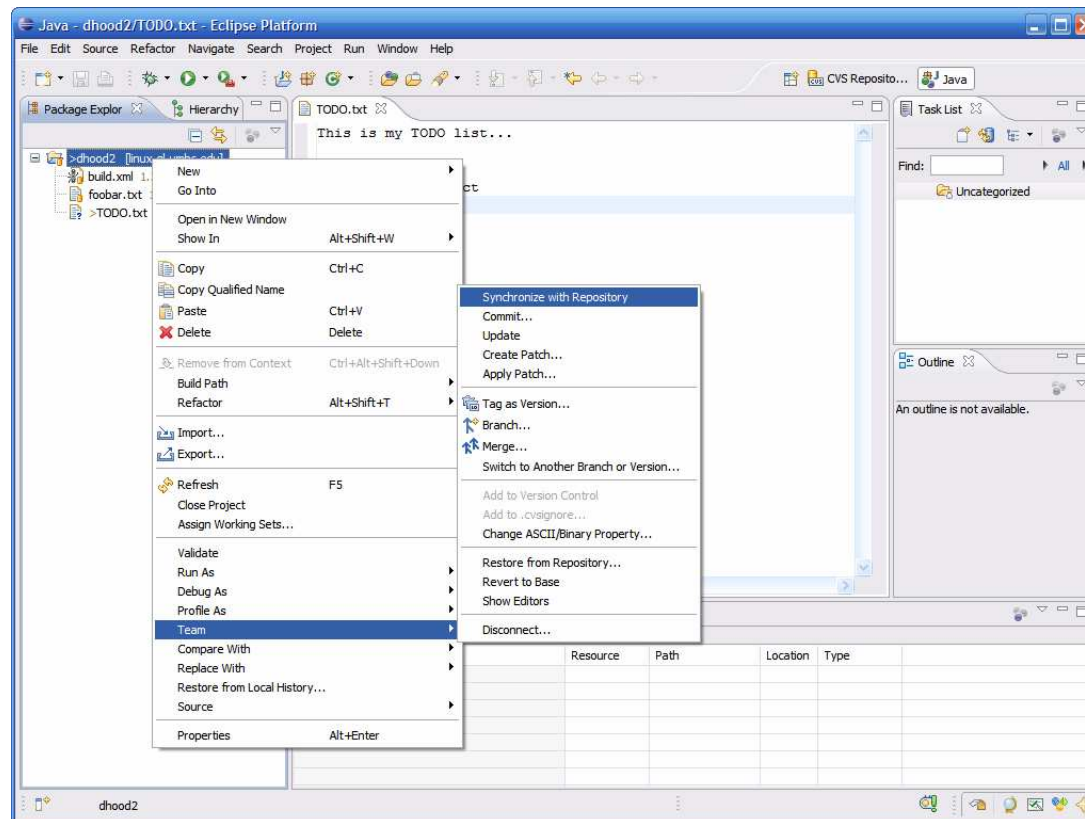 Java - dhood2/TODO.txt - Eclipse Platform
File Edit Source Refactor Navigate Search Project Run Window Help
CVS Reposito... Java
Package Explor Hierarchy
TODO.txt
Task List
This is my TODO list...
>dhood2 [linux.gl.umbc.edu]
build.xml 1.
foobar.txt
>TODO.txt
ct
Find: All
Uncategorized
New
Go Into
Open in New Window
Show In Alt+Shift+W
Copy Ctrl+C
Copy Qualified Name
Paste Ctrl+V
Delete Delete
Remove from Context Ctrl+Alt+Shift+Down
Build Path
Refactor Alt+Shift+T
Import...
Export...
Refresh F5
Close Project
Assign Working Sets...
Validate
Run As
Debug As
Profile As
Team
Compare With
Replace With
Restore from Local History...
Source
Properties Alt+Enter
Synchronize with Repository
Commit...
Update
Create Patch...
Apply Patch...
Tag as Version...
Branch...
Merge...
Switch to Another Branch or Version...
Add to Version Control
Add to .cvsignore...
Change ASCII/Binary Property...
Restore from Repository...
Revert to Base
Show Editors
Disconnect...
Outline
An outline is not available.
Resource Path Location Type
dhood2